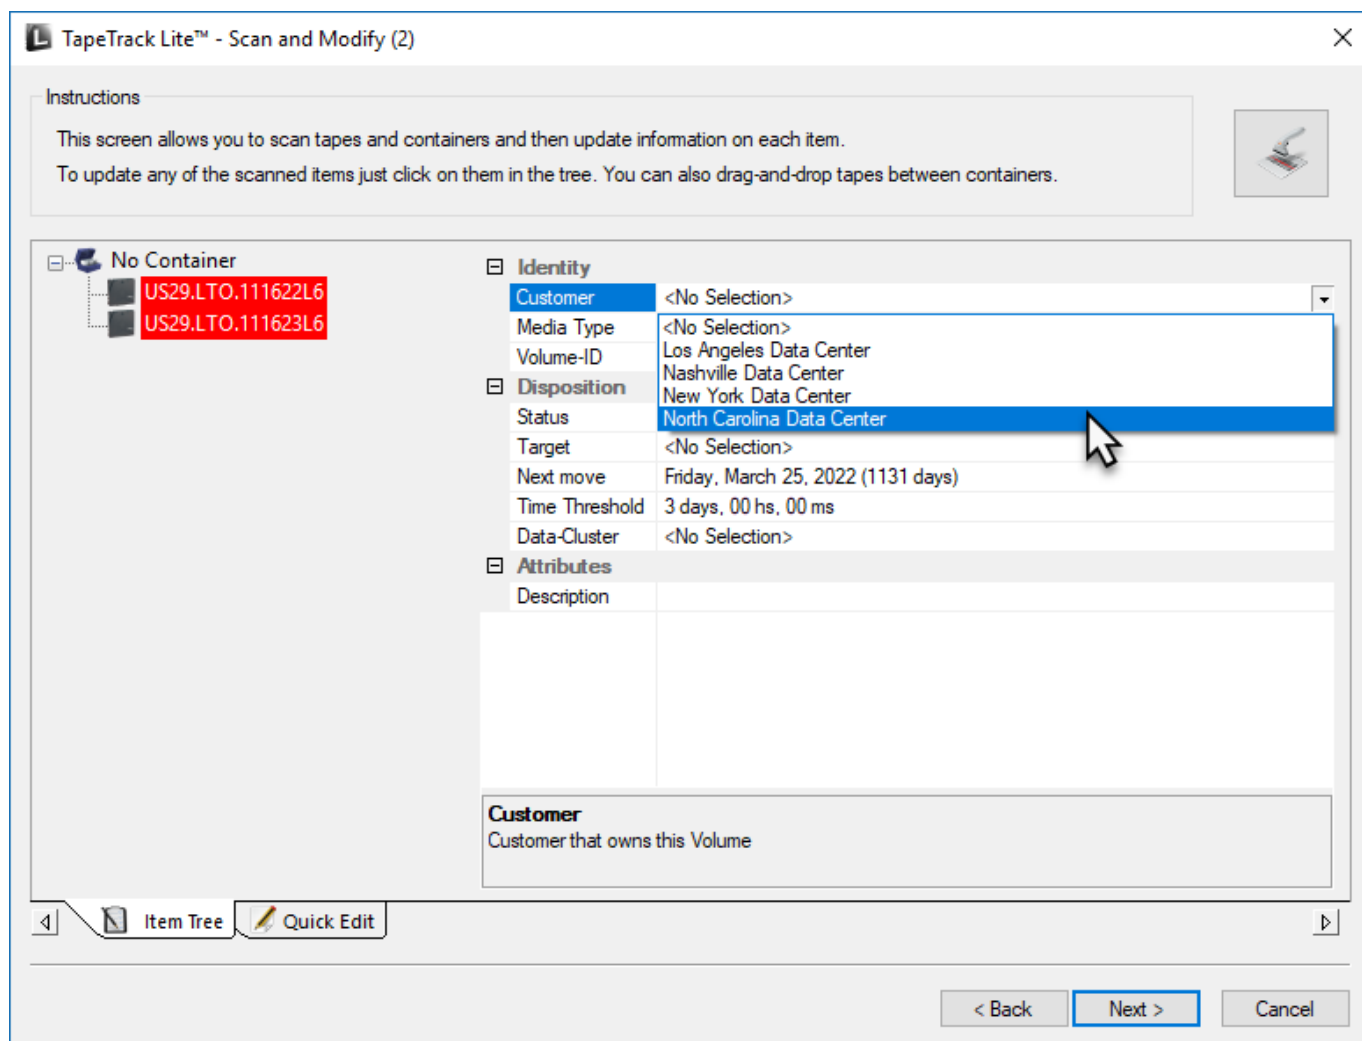 TapeTrack Lite™ - Scan and Modify (2)
Instructions
This screen allows you to scan tapes and containers and then update information on each item.
To update any of the scanned items just click on them in the tree. You can also drag-and-drop tapes between containers.
No Container
US29.LTO.111622L6
US29.LTO.111623L6
Identity
Customer <No Selection>
Media Type <No Selection>
Los Angeles Data Center
Volume-ID
Nashville Data Center
Disposition
New York Data Center
Status North Carolina Data Center
Target <No Selection>
Next move Friday, March 25, 2022 (1131 days)
Time Threshold 3 days, 00 hs, 00 ms
Data-Cluster <No Selection>
Attributes
Description
Customer
Customer that owns this Volume
Item Tree Quick Edit
< Back Next > Cancel